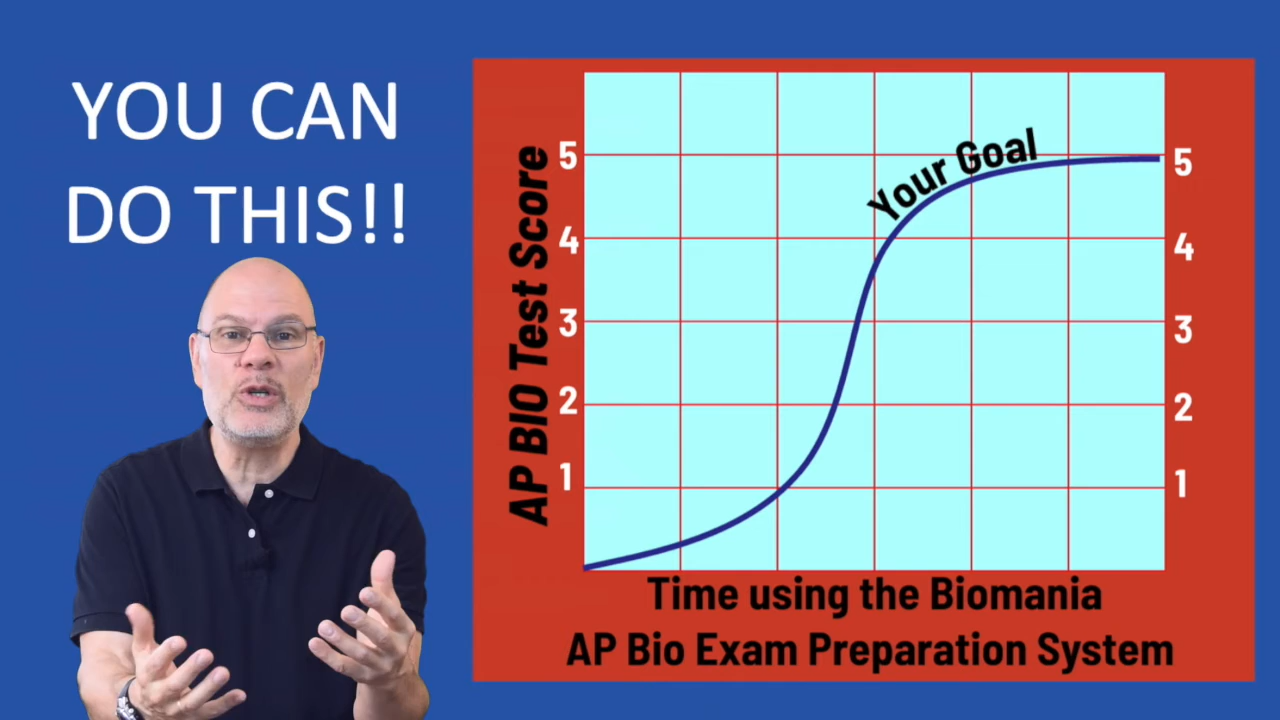 YOU CAN
DO THIS!!
AP BIO Test Score
5
4
3
2
1
Your Goal
5
4
3
2
1
Time using the Biomania
AP Bio Exam Preparation System